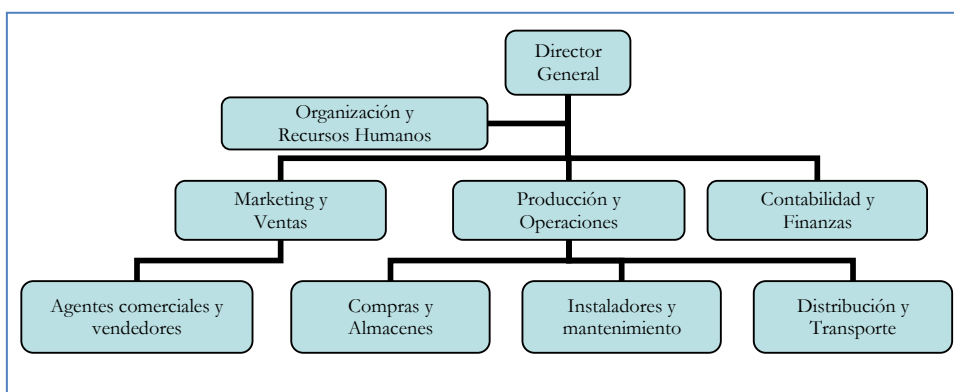 Director
General
Organización y
Recursos Humanos
Marketing y
Ventas
Producción y
Operaciones
Contabilidad y
Finanzas
Agentes comerciales y
vendedores
Compras y
Almacenes
Instaladores y
mantenimiento
Distribución y
Transporte